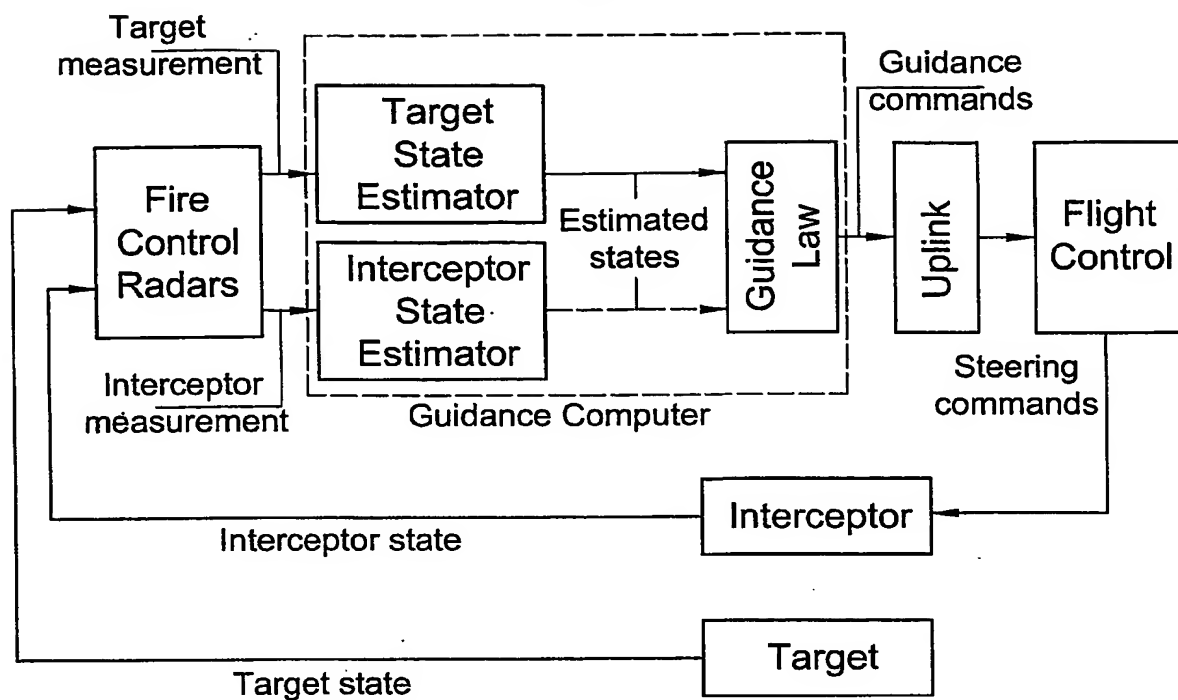 Target
measurement
Guidance
commands
Target
State
Estimator
Fire
Control
Radars
Estimated
states
Interceptor
State
Estimator
Guidance
Law
Uplink
Flight
Control
Interceptor
measurement
Guidance Computer
Steering
commands
Interceptor
Interceptor state
Target
Target state